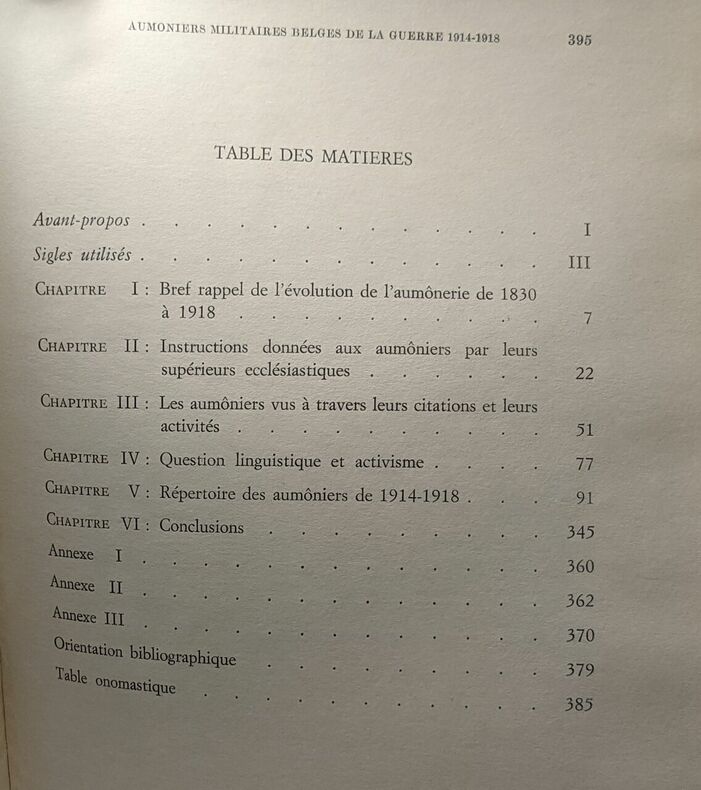 AUMONIERS MILITAIRES BELGES DE LA GUERRE 1914-1918 395
TABLE DES MATIERES
Avant-propos . . . . . . . . . . . . . I
Sigles utilisés . . . . . . . . . . . . . III
CHAPITRE I : Bref rappel de l'évolution de l'aumônerie de 1830
à 1918 . . . . . . . . . . 7
CHAPITRE II : Instructions données aux aumôniers par leurs
supérieurs ecclésiastiques . . . . . . 22
CHAPITRE III : Les aumôniers vus à travers leurs citations et leurs
activités . . . . . . . . . . 51
CHAPITRE IV : Question linguistique et activisme . . . . 77
CHAPITRE V : Répertoire des aumôniers de 1914-1918 . . . 91
CHAPITRE VI : Conclusions . . . . . . . . . 345
Annexe I . . . . . . . . . . . . . 360
Annexe II . . . . . . . . . . . . . 362
Annexe III . . . . . . . . . . . . . 370
Orientation bibliographique . . . . . . . . . 379
Table onomastique . . . . . . . . . . . 385